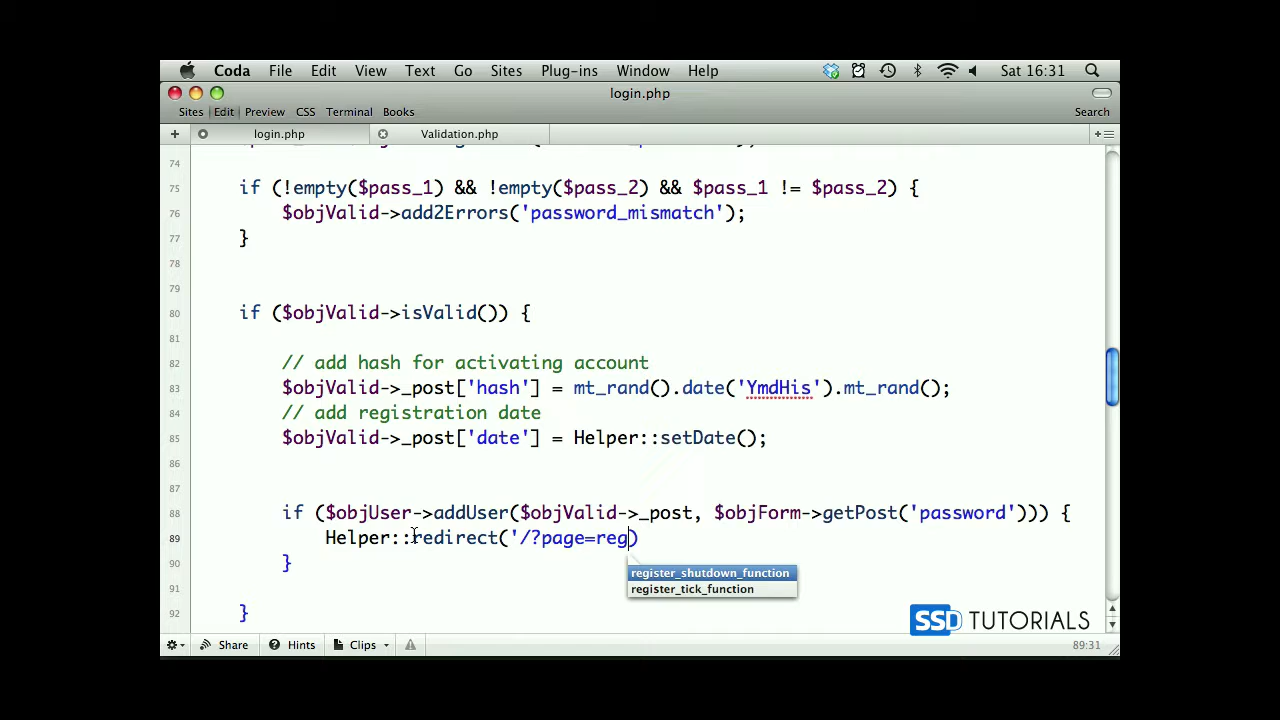 Coda File Edit View Text Go Sites Plug-ins Window Help Sat 16:31
login.php
Sites Edit Preview CSS Terminal Books Search
+ login.php Validation.php
74
75 if (!empty($pass_1) && !empty($pass_2) && $pass_1 != $pass_2) {
76 $objValid->add2Errors('password_mismatch');
77 }
78
79
80 if ($objValid->isValid()) {
81
82 // add hash for activating account
83 $objValid->_post['hash'] = mt_rand().date('YmdHis').mt_rand();
84 // add registration date
85 $objValid->_post['date'] = Helper::setDate();
86
87
88 if ($objUser->addUser($objValid->_post, $objForm->getPost('password'))) {
89 Helper::redirect('/?page=reg)
register_shutdown_function
90 }
register_tick_function
91
92 }
SSD TUTORIALS
Share Hints Clips 89:31